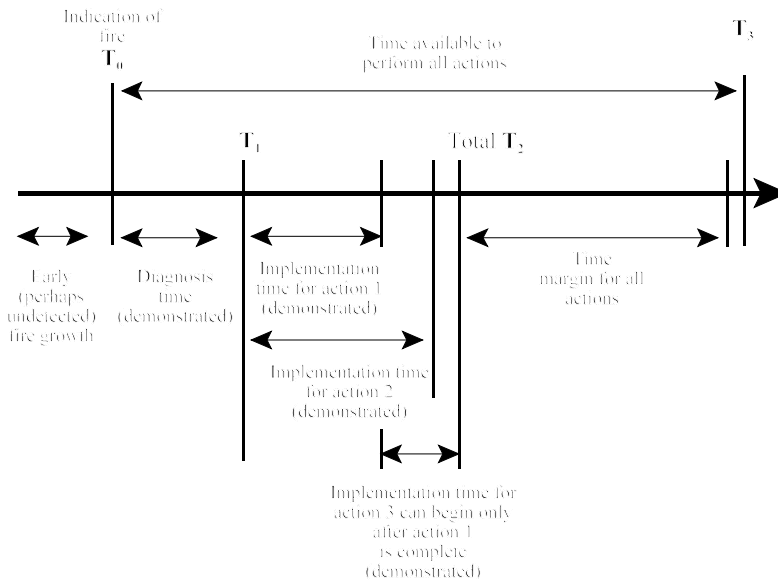 Indication of
fire
T₀
Time available to
perform all actions
T₃
T₁
Total T₂
Early
(perhaps
undetected)
fire growth
Diagnosis
time
(demonstrated)
Implementation
time for action 1
(demonstrated)
Time
margin for all
actions
Implementation time
for action 2
(demonstrated)
Implementation time for
action 3 can begin only
after action 1
is complete
(demonstrated)